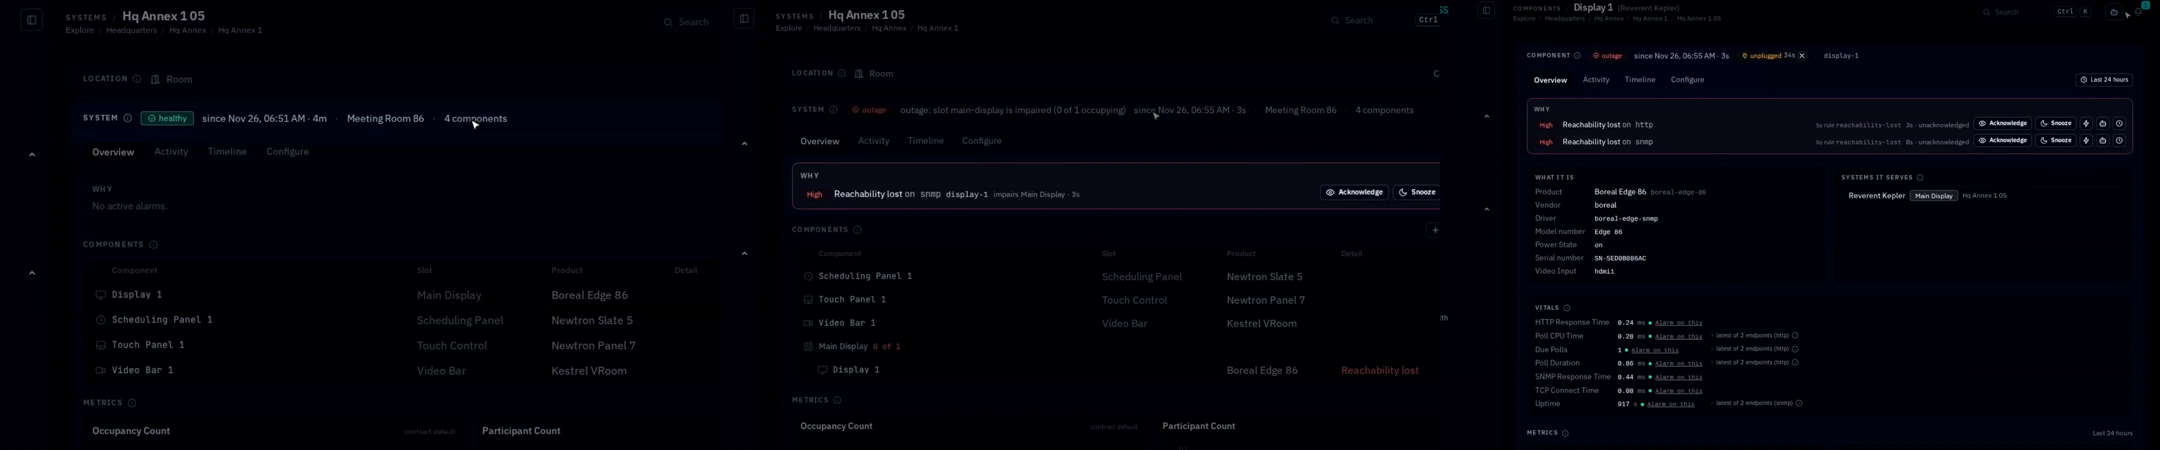 SYSTEMS / Hq Annex 1 05
Search
Explore / Headquarters / Hq Annex / Hq Annex 1
LOCATION Room
SYSTEM healthy since Nov 26, 06:51 AM · 4m · Meeting Room 86 · 4 components
Overview Activity Timeline Configure
WHY
No active alarms.
COMPONENTS
Component Slot Product Detail
Display 1 Main Display Boreal Edge 86
Scheduling Panel 1 Scheduling Panel Newtron Slate 5
Touch Panel 1 Touch Control Newtron Panel 7
Video Bar 1 Video Bar Kestrel VRoom
METRICS
Occupancy Count contract default Participant Count
SYSTEMS / Hq Annex 1 05
Search Ctrl
Explore / Headquarters / Hq Annex / Hq Annex 1
LOCATION Room
SYSTEM outage outage: slot main-display is impaired (0 of 1 occupying) since Nov 26, 06:55 AM · 3s · Meeting Room 86 · 4 components
Overview Activity Timeline Configure
WHY
High Reachability lost on snmp display-1 impairs Main Display · 3s Acknowledge Snooze
COMPONENTS +
Component Slot Product Detail
Scheduling Panel 1 Scheduling Panel Newtron Slate 5
Touch Panel 1 Touch Control Newtron Panel 7
Video Bar 1 Video Bar Kestrel VRoom
Main Display 0 of 1
Display 1 Boreal Edge 86 Reachability lost
METRICS
Occupancy Count contract default Participant Count
COMPONENTS / Display 1 (Reverent Kepler)
Search Ctrl K
Explore / Headquarters / Hq Annex / Hq Annex 1 / Hq Annex 1 05
COMPONENT outage since Nov 26, 06:55 AM · 3s unplugged 34s · display-1
Overview Activity Timeline Configure Last 24 hours
WHY
High Reachability lost on http by rule reachability-lost 3s · unacknowledged Acknowledge Snooze
High Reachability lost on snmp by rule reachability-lost 8s · unacknowledged Acknowledge Snooze
WHAT IT IS
Product Boreal Edge 86 boreal-edge-86
Vendor boreal
Driver boreal-edge-snmp
Model number Edge 86
Power State on
Serial number SN-5ED0B086AC
Video Input hdmi1
SYSTEMS IT SERVES
Reverent Kepler Main Display Hq Annex 1 05
VITALS
HTTP Response Time 0.24 ms Alarm on this
Poll CPU Time 0.28 ms Alarm on this · latest of 2 endpoints (http)
Due Polls 1 Alarm on this · latest of 2 endpoints (http)
Poll Duration 0.86 ms Alarm on this · latest of 2 endpoints (http)
SNMP Response Time 0.44 ms Alarm on this
TCP Connect Time 0.08 ms Alarm on this
Uptime 917 s Alarm on this · latest of 2 endpoints (snmp)
METRICS Last 24 hours